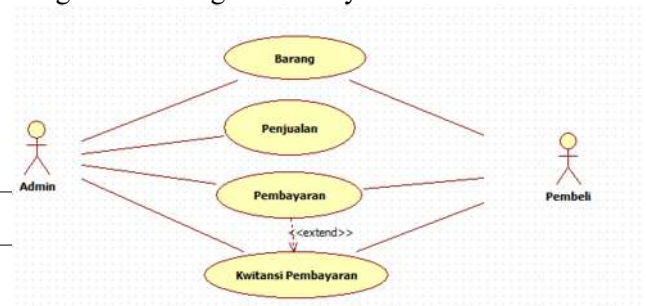 Barang
Penjualan
Admin
Pembayaran
Pembeli
<<extend>>
Kwitansi Pembayaran